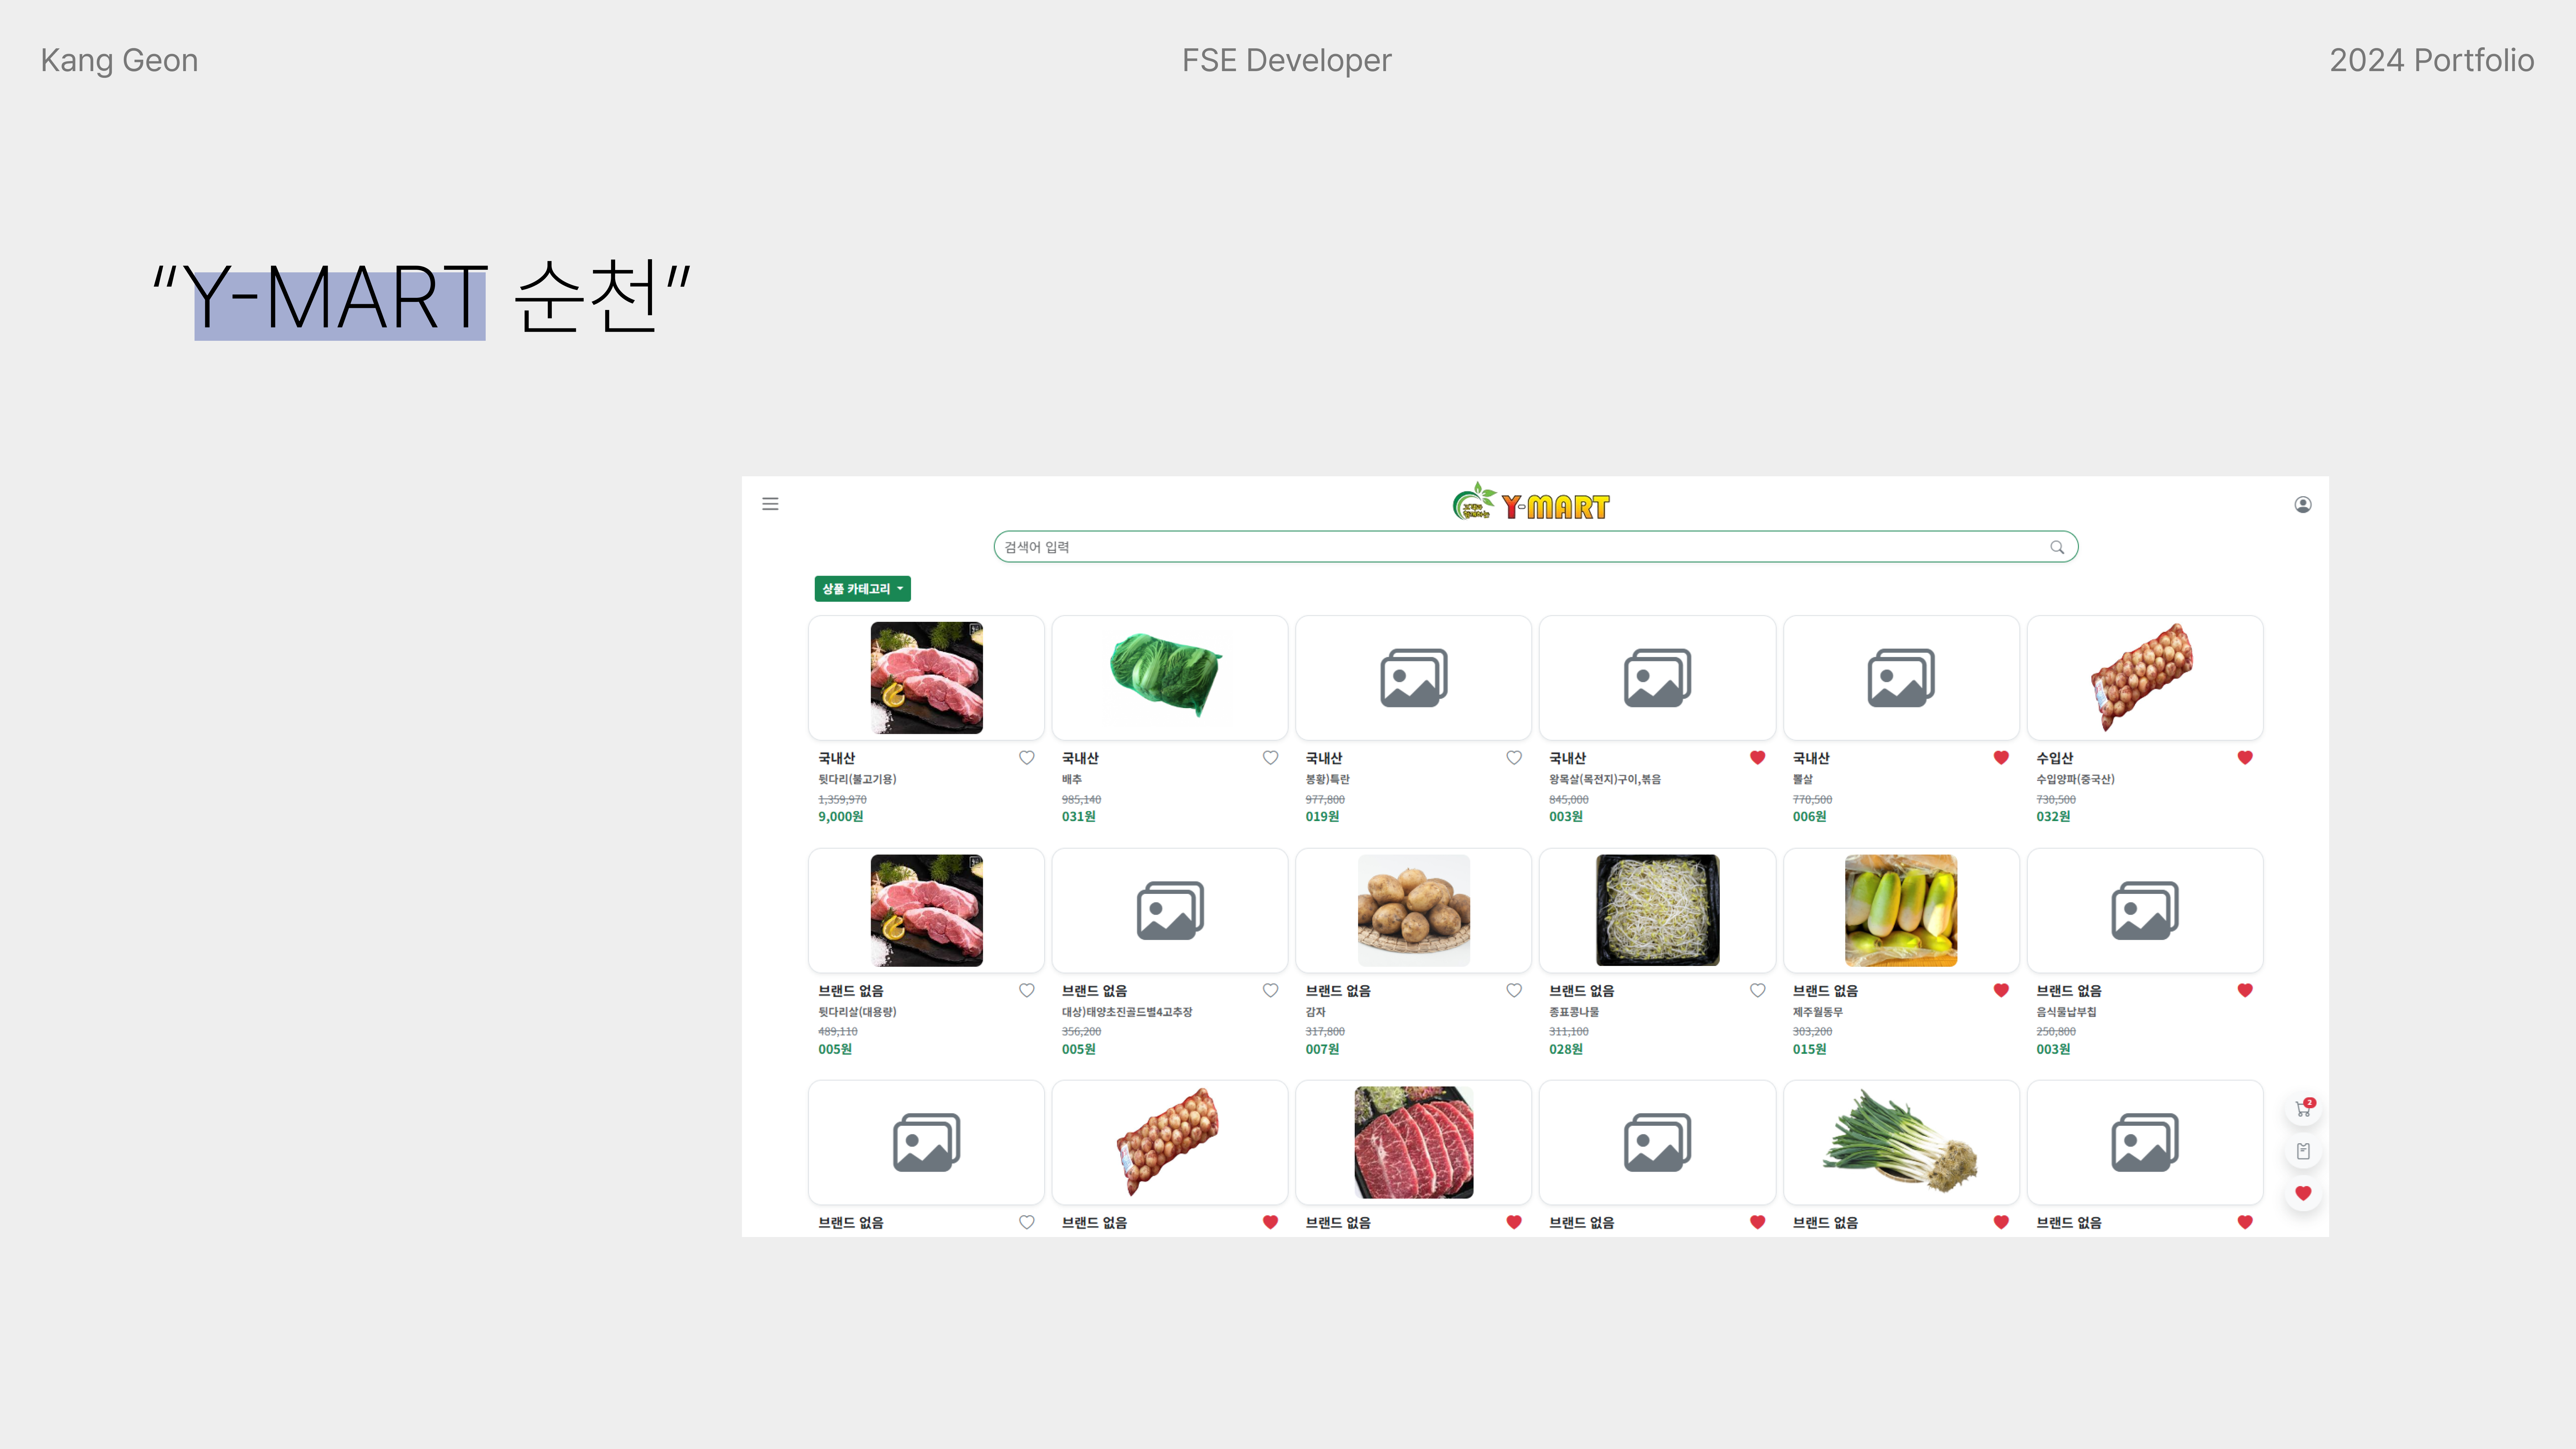 Kang Geon
FSE Developer
2024 Portfolio
“Y-MART 순천”
Y-MART
검색어 입력
상품 카테고리
국내산
뒷다리(불고기용)
1,359,970
9,000원
국내산
배추
985,140
031원
국내산
봉황)특란
977,800
019원
국내산
왕목살(목전지)구이,볶음
845,000
003원
국내산
뽈살
770,500
006원
수입산
수입양파(중국산)
730,500
032원
브랜드 없음
뒷다리살(대용량)
489,110
005원
브랜드 없음
대상)태양초진골드별4고추장
356,200
005원
브랜드 없음
감자
317,800
007원
브랜드 없음
종표콩나물
311,100
028원
브랜드 없음
제주월동무
303,200
015원
브랜드 없음
음식물납부칩
250,800
003원
2
브랜드 없음
브랜드 없음
브랜드 없음
브랜드 없음
브랜드 없음
브랜드 없음